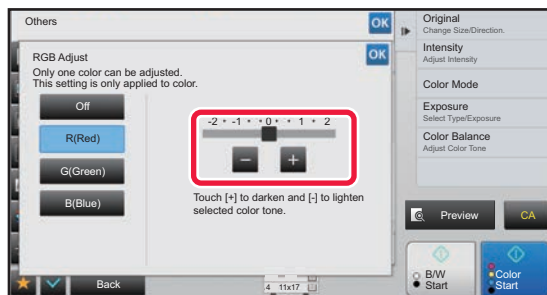 Others
OK
RGB Adjust
OK
Only one color can be adjusted.
This setting is only applied to color.
Off
R(Red)
G(Green)
B(Blue)
-2 • -1 • •0• • 1 • 2
− +
Touch [+] to darken and [-] to lighten
selected color tone.
Back
4 11x17
Original
Change Size/Direction.
Intensity
Adjust Intensity
Color Mode
Exposure
Select Type/Exposure
Color Balance
Adjust Color Tone
Preview
CA
B/W
Start
Color
Start